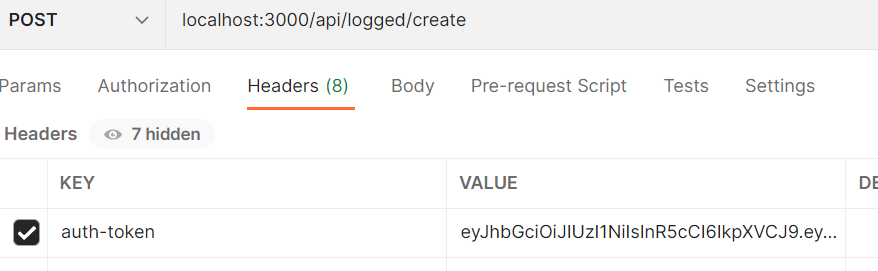 POST localhost:3000/api/logged/create
Params Authorization Headers (8) Body Pre-request Script Tests Settings
Headers 7 hidden
KEY VALUE DE
auth-token eyJhbGciOiJIUzI1NiIsInR5cCI6IkpXVCJ9.ey...